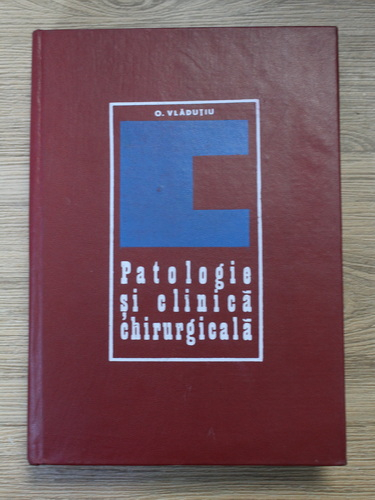 O. VLĂDUȚIU
Patologie
și clinică
chirurgicală